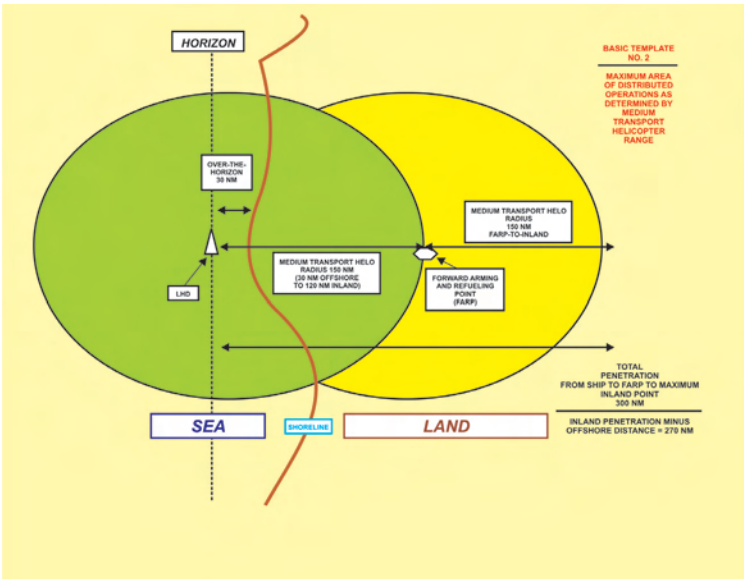 HORIZON
BASIC TEMPLATE
NO. 2
MAXIMUM AREA
OF DISTRIBUTED
OPERATIONS AS
DETERMINED BY
MEDIUM
TRANSPORT
HELICOPTER
RANGE
OVER-THE-
HORIZON
30 NM
MEDIUM TRANSPORT HELO
RADIUS
150 NM
FARP-TO-INLAND
MEDIUM TRANSPORT HELO
RADIUS 150 NM
(30 NM OFFSHORE
TO 120 NM INLAND)
LHD
FORWARD ARMING
AND REFUELING
POINT
(FARP)
TOTAL
PENETRATION
FROM SHIP TO FARP TO MAXIMUM
INLAND POINT
300 NM
INLAND PENETRATION MINUS
OFFSHORE DISTANCE = 270 NM
SEA
SHORELINE
LAND